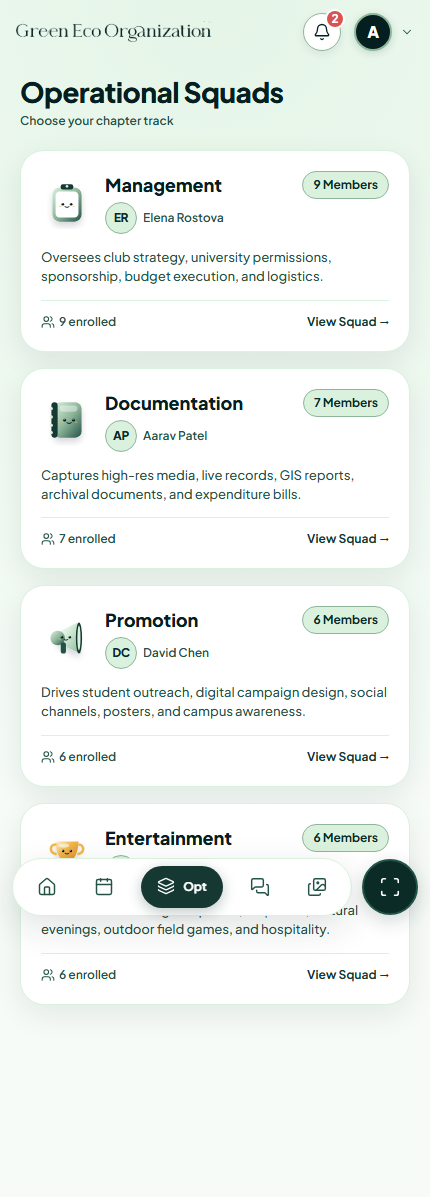 Green Eco Organization
2
A
Operational Squads
Choose your chapter track
Management
9 Members
ER
Elena Rostova
Oversees club strategy, university permissions,
sponsorship, budget execution, and logistics.
9 enrolled
View Squad →
Documentation
7 Members
AP
Aarav Patel
Captures high-res media, live records, GIS reports,
archival documents, and expenditure bills.
7 enrolled
View Squad →
Promotion
6 Members
DC
David Chen
Drives student outreach, digital campaign design, social
channels, posters, and campus awareness.
6 enrolled
View Squad →
Entertainment
6 Members
Opt
evenings, outdoor field games, and hospitality.
6 enrolled
View Squad →